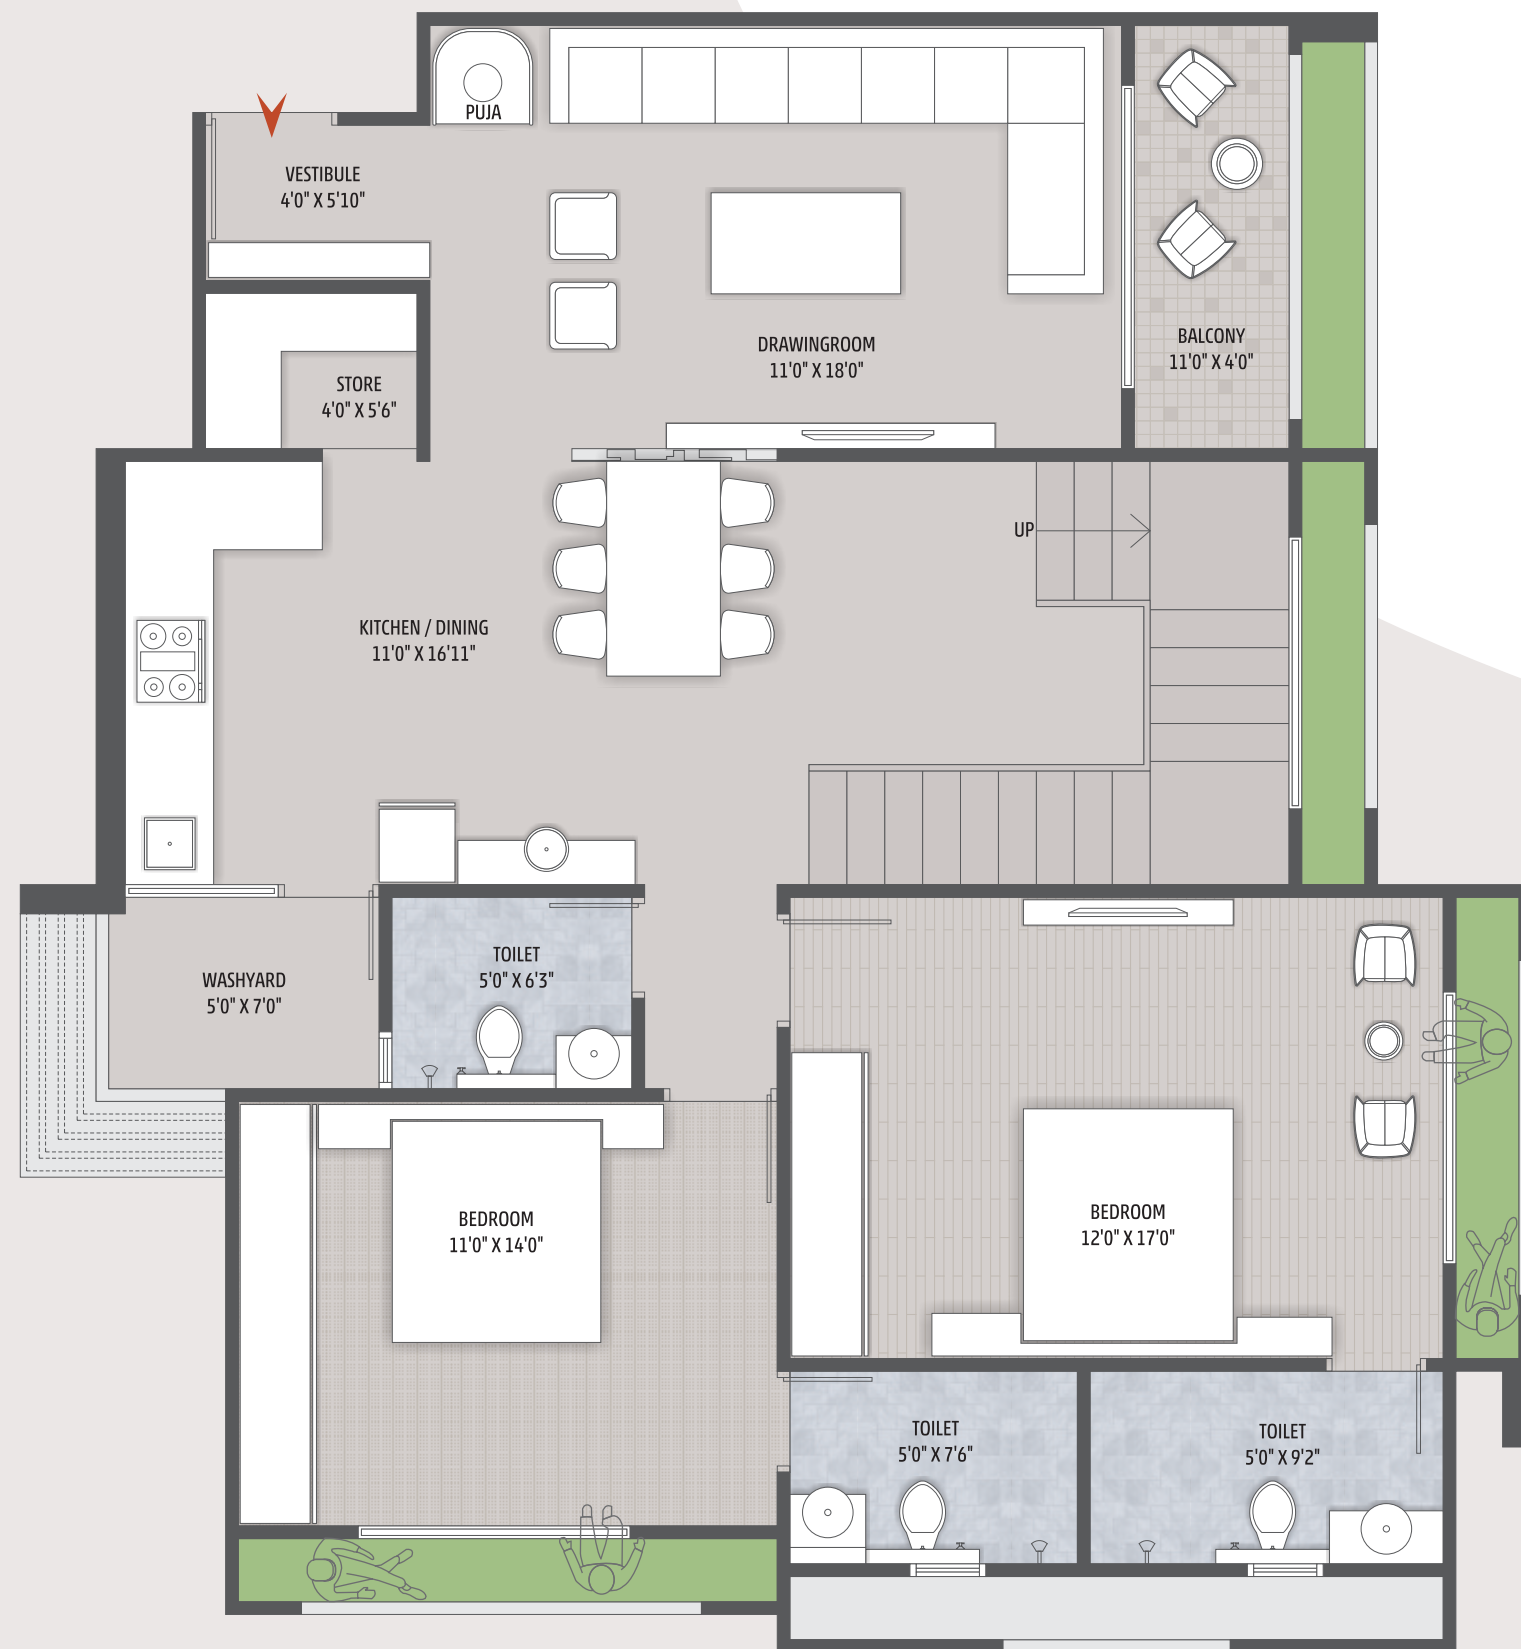 PUJA
VESTIBULE
4'0" X 5'10"
DRAWINGROOM
11'0" X 18'0"
BALCONY
11'0" X 4'0"
STORE
4'0" X 5'6"
UP
KITCHEN / DINING
11'0" X 16'11"
WASHYARD
5'0" X 7'0"
TOILET
5'0" X 6'3"
BEDROOM
11'0" X 14'0"
BEDROOM
12'0" X 17'0"
TOILET
5'0" X 7'6"
TOILET
5'0" X 9'2"